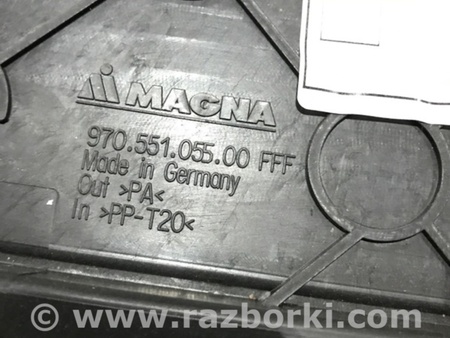 MAGNA
970.551.055.00 FFF
Made in Germany
Out >PA<
In >PP-T20<
© www.razborki.com